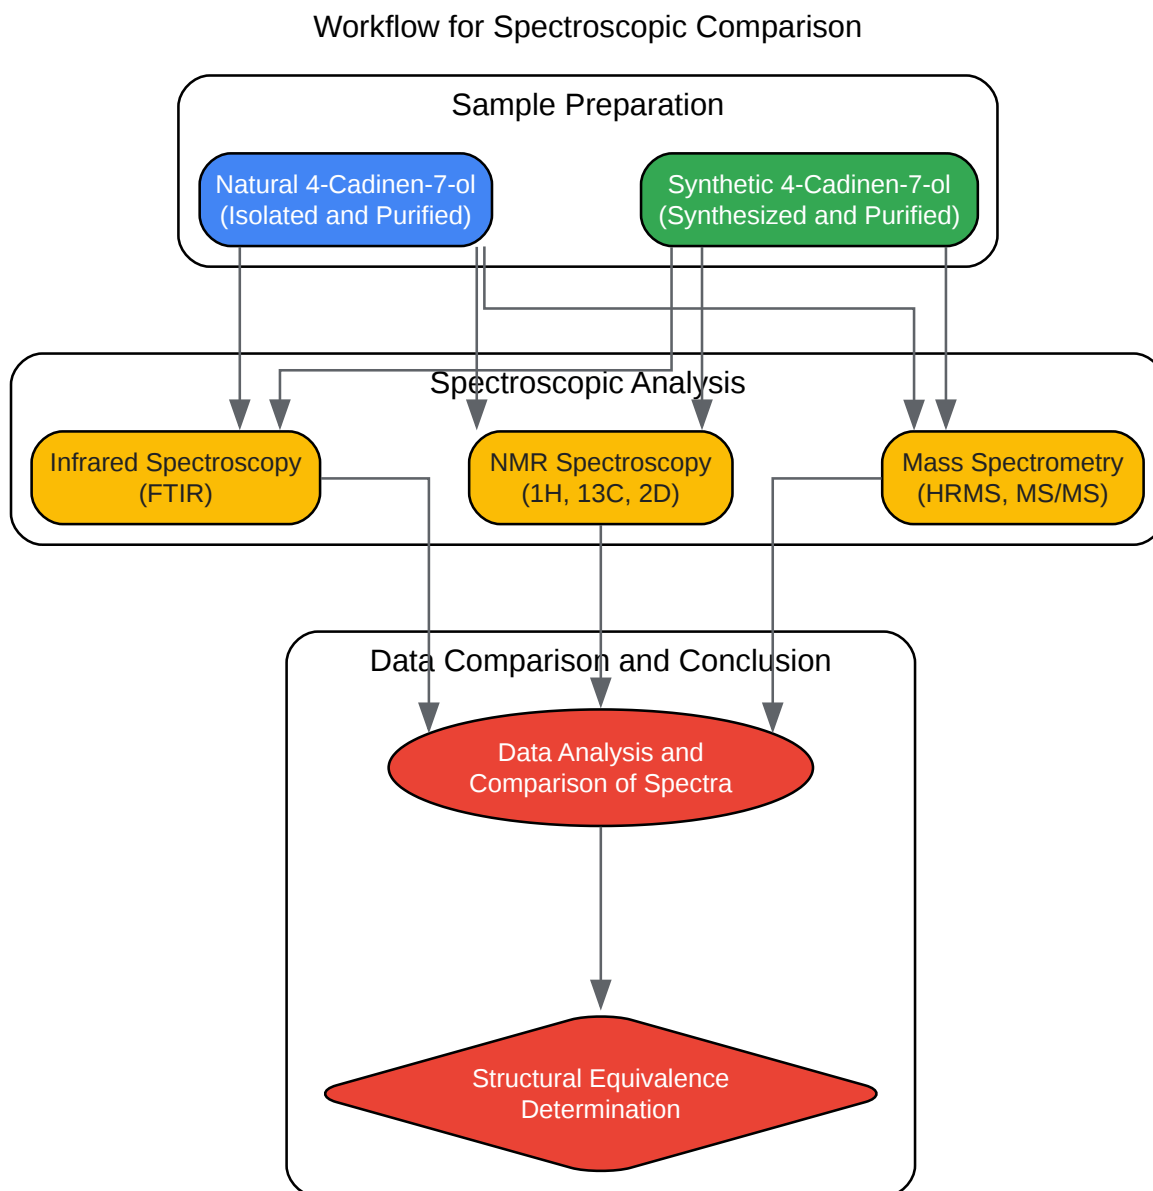 Workflow for Spectroscopic Comparison
Sample Preparation
Natural 4-Cadinen-7-ol
(Isolated and Purified)
Synthetic 4-Cadinen-7-ol
(Synthesized and Purified)
Spectroscopic Analysis
Infrared Spectroscopy
(FTIR)
NMR Spectroscopy
(1H, 13C, 2D)
Mass Spectrometry
(HRMS, MS/MS)
Data Comparison and Conclusion
Data Analysis and
Comparison of Spectra
Structural Equivalence
Determination